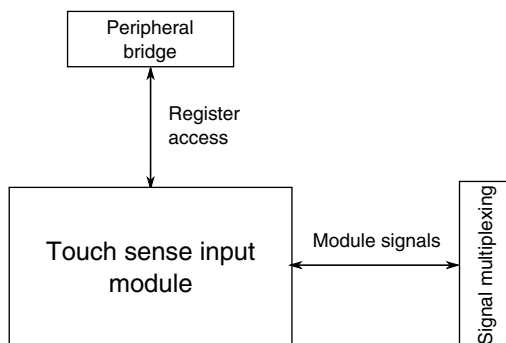 Peripheral
bridge
Register
access
Touch sense input
module
Module signals
Signal multiplexing